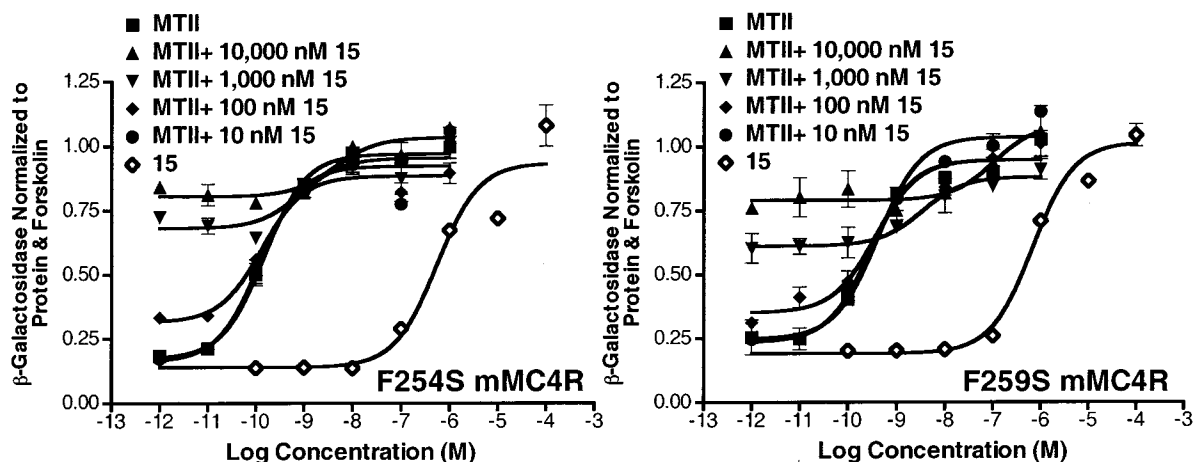 MTII
MTII+ 10,000 nM 15
MTII+ 1,000 nM 15
MTII+ 100 nM 15
MTII+ 10 nM 15
15
β-Galactosidase Normalized to
Protein & Forskolin
1.25
1.00
0.75
0.50
0.25
0.00
F254S mMC4R
-13 -12 -11 -10 -9 -8 -7 -6 -5 -4 -3
Log Concentration (M)
MTII
MTII+ 10,000 nM 15
MTII+ 1,000 nM 15
MTII+ 100 nM 15
MTII+ 10 nM 15
15
β-Galactosidase Normalized to
Protein & Forskolin
1.25
1.00
0.75
0.50
0.25
0.00
F259S mMC4R
-13 -12 -11 -10 -9 -8 -7 -6 -5 -4 -3
Log Concentration (M)